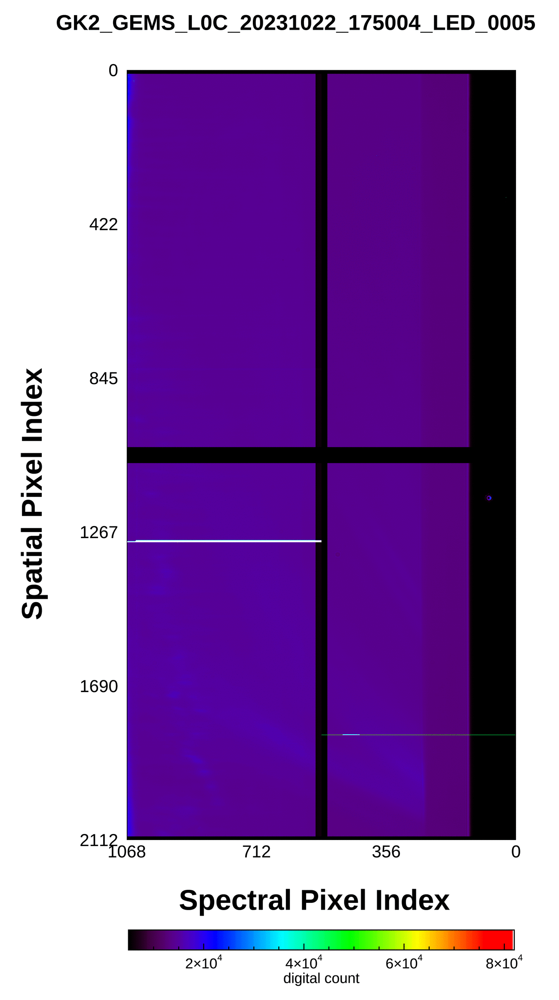 GK2_GEMS_L0C_20231022_175004_LED_0005
0
422
845
1267
1690
2112
Spatial Pixel Index
1068 712 356 0
Spectral Pixel Index
2×10⁴ 4×10⁴ 6×10⁴ 8×10⁴
digital count